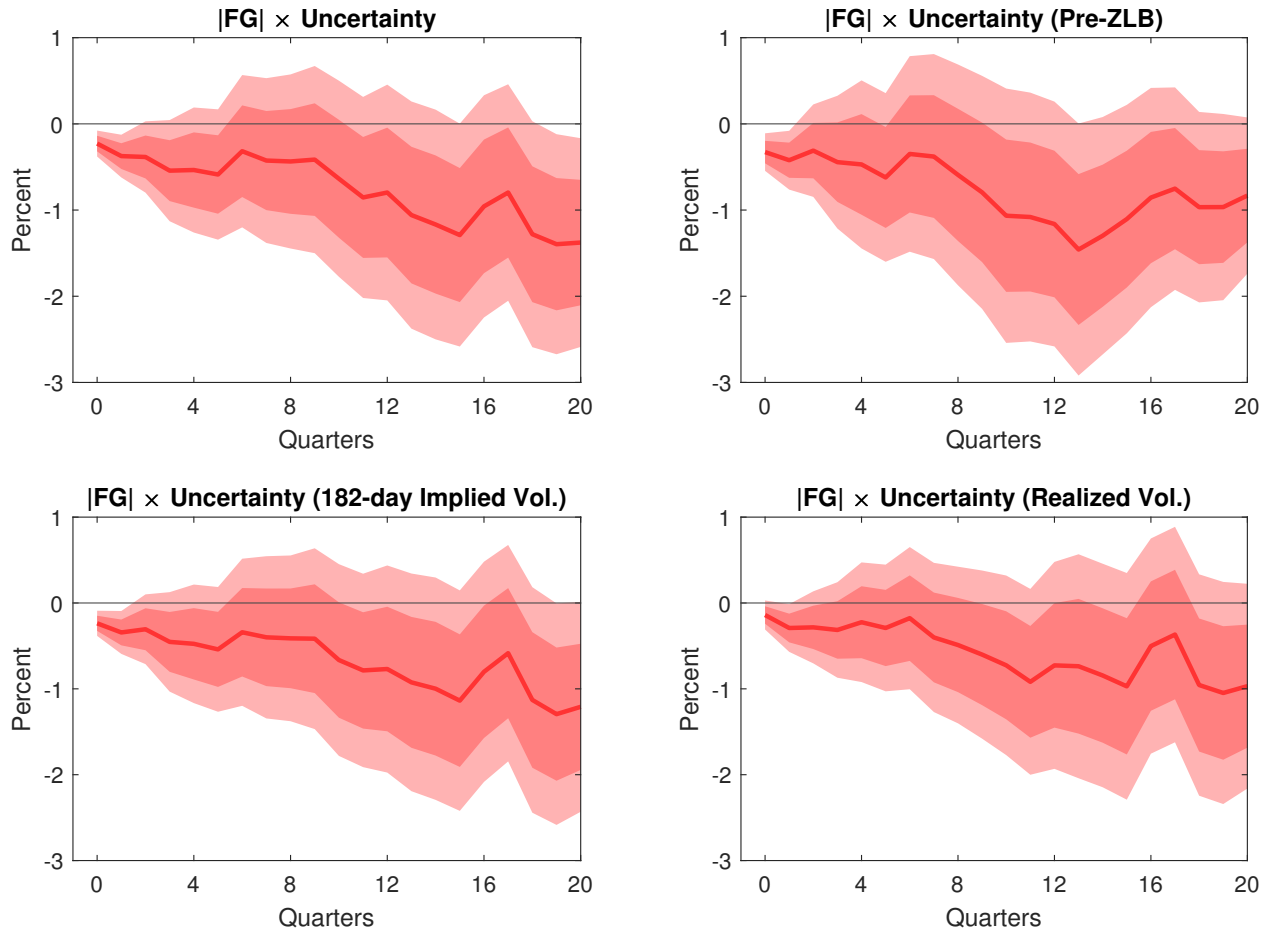 |FG| × Uncertainty
1
0
-1
-2
-3
Percent
0 4 8 12 16 20
Quarters
|FG| × Uncertainty (Pre-ZLB)
1
0
-1
-2
-3
Percent
0 4 8 12 16 20
Quarters
|FG| × Uncertainty (182-day Implied Vol.)
1
0
-1
-2
-3
Percent
0 4 8 12 16 20
Quarters
|FG| × Uncertainty (Realized Vol.)
1
0
-1
-2
-3
Percent
0 4 8 12 16 20
Quarters